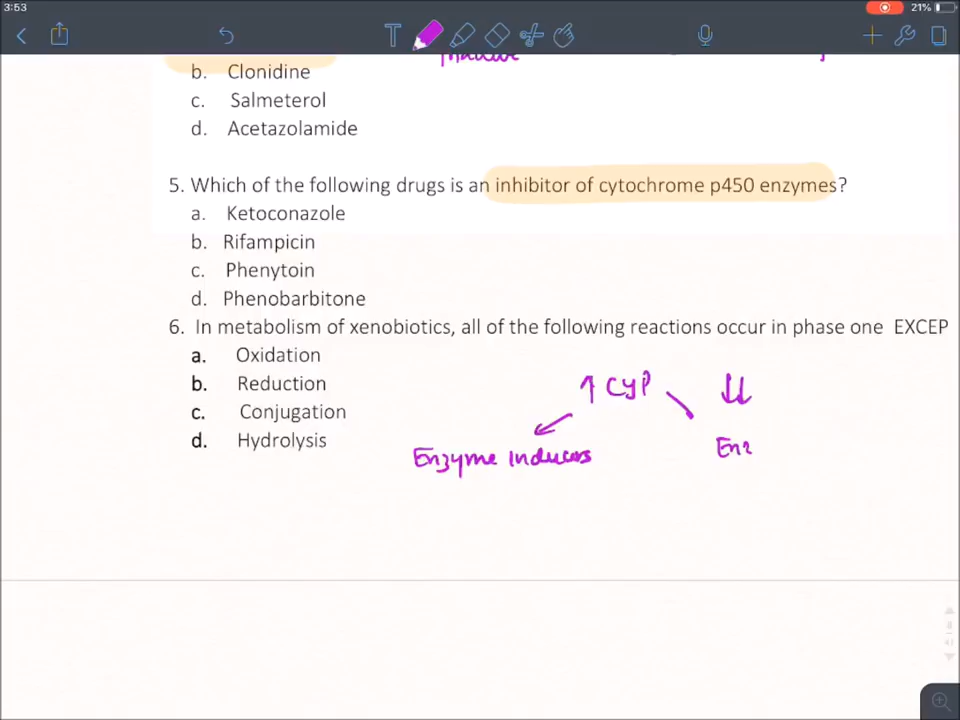 3:53
21%
T
b. Clonidine
c. Salmeterol
d. Acetazolamide
5. Which of the following drugs is an inhibitor of cytochrome p450 enzymes?
a. Ketoconazole
b. Rifampicin
c. Phenytoin
d. Phenobarbitone
6. In metabolism of xenobiotics, all of the following reactions occur in phase one EXCEP
a. Oxidation
b. Reduction
c. Conjugation
d. Hydrolysis
↑ CYP ↓↓
Enzyme Inducers Enz